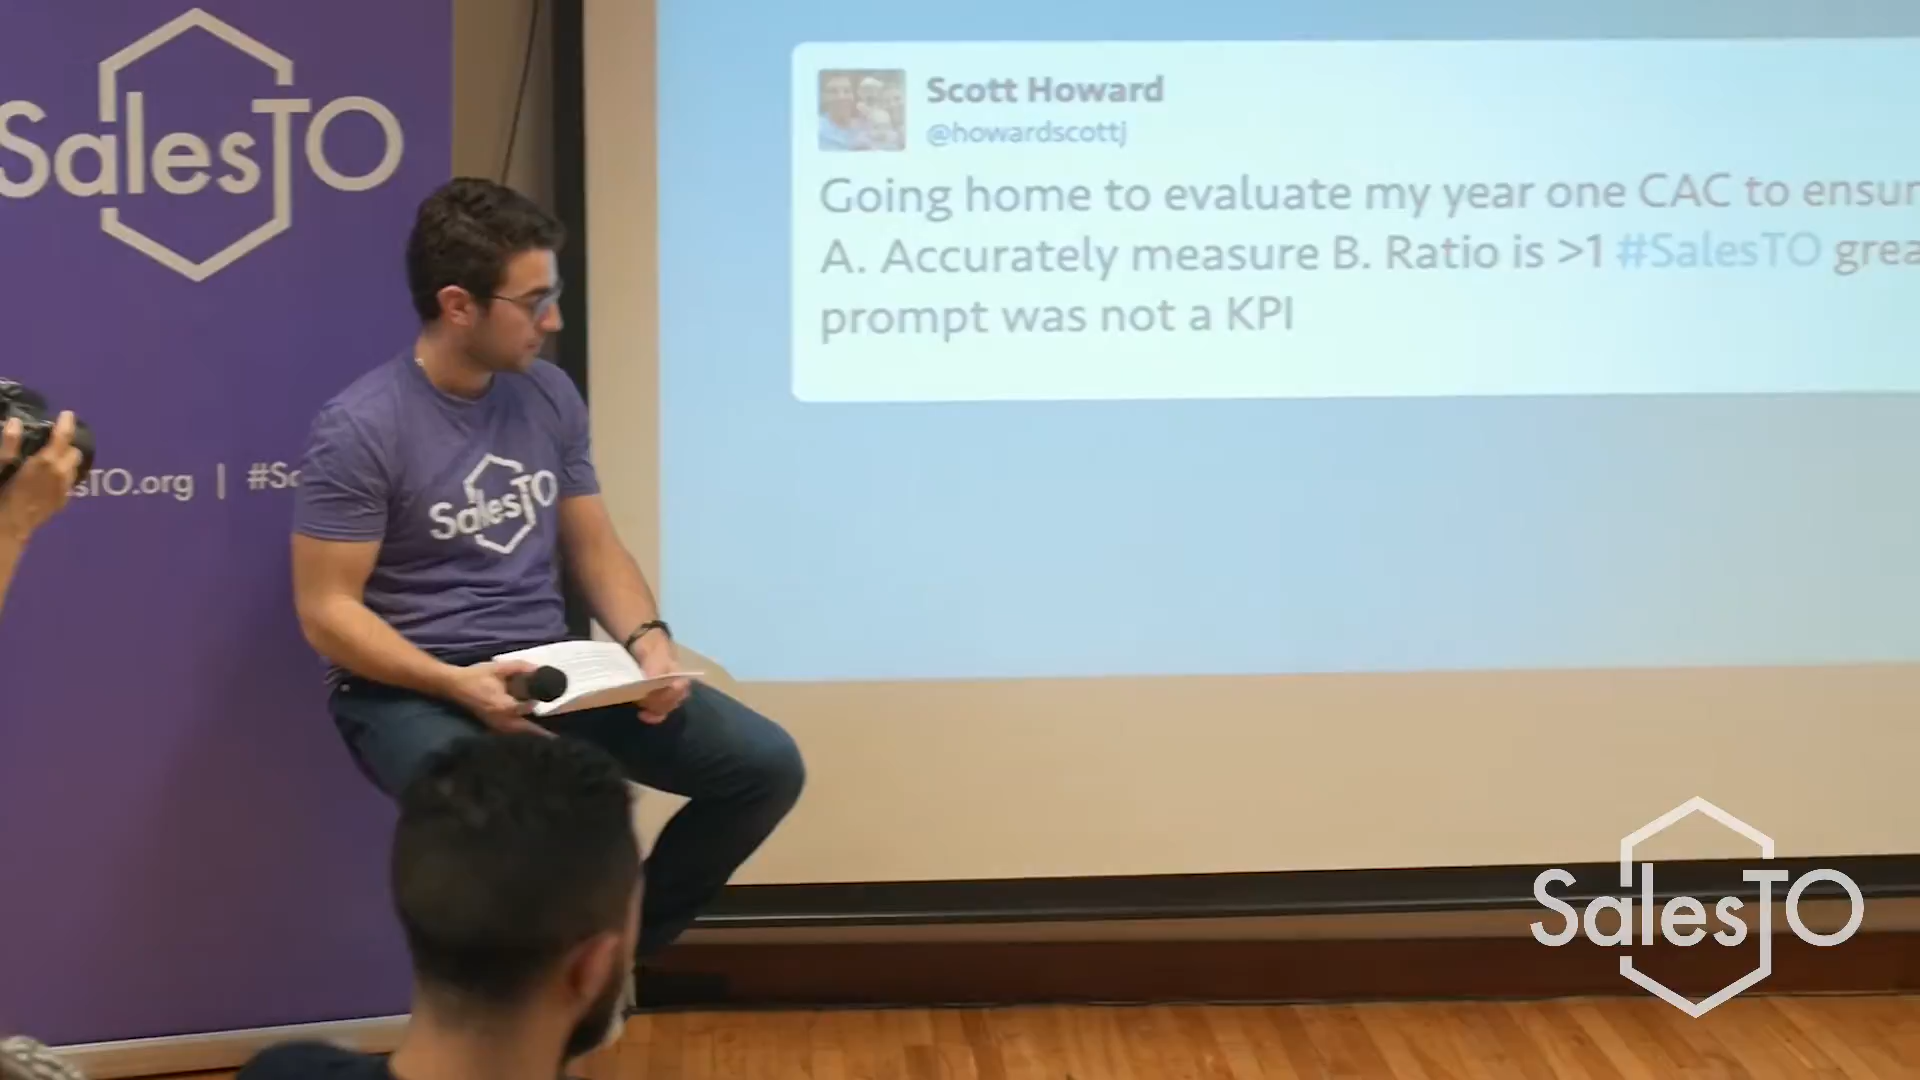 SalesTO
sTO.org | #Sa
SalesTO
Scott Howard
@howardscottj
Going home to evaluate my year one CAC to ensur
A. Accurately measure B. Ratio is >1 #SalesTO grea
prompt was not a KPI
SalesTO